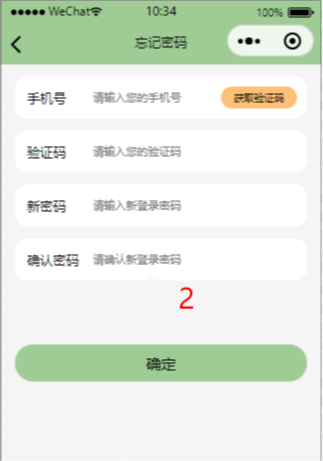 WeChat 10:34 100%
忘记密码
手机号 请输入您的手机号 获取验证码
验证码 请输入您的验证码
新密码 请输入新登录密码
确认密码 请确认新登录密码
2
确定